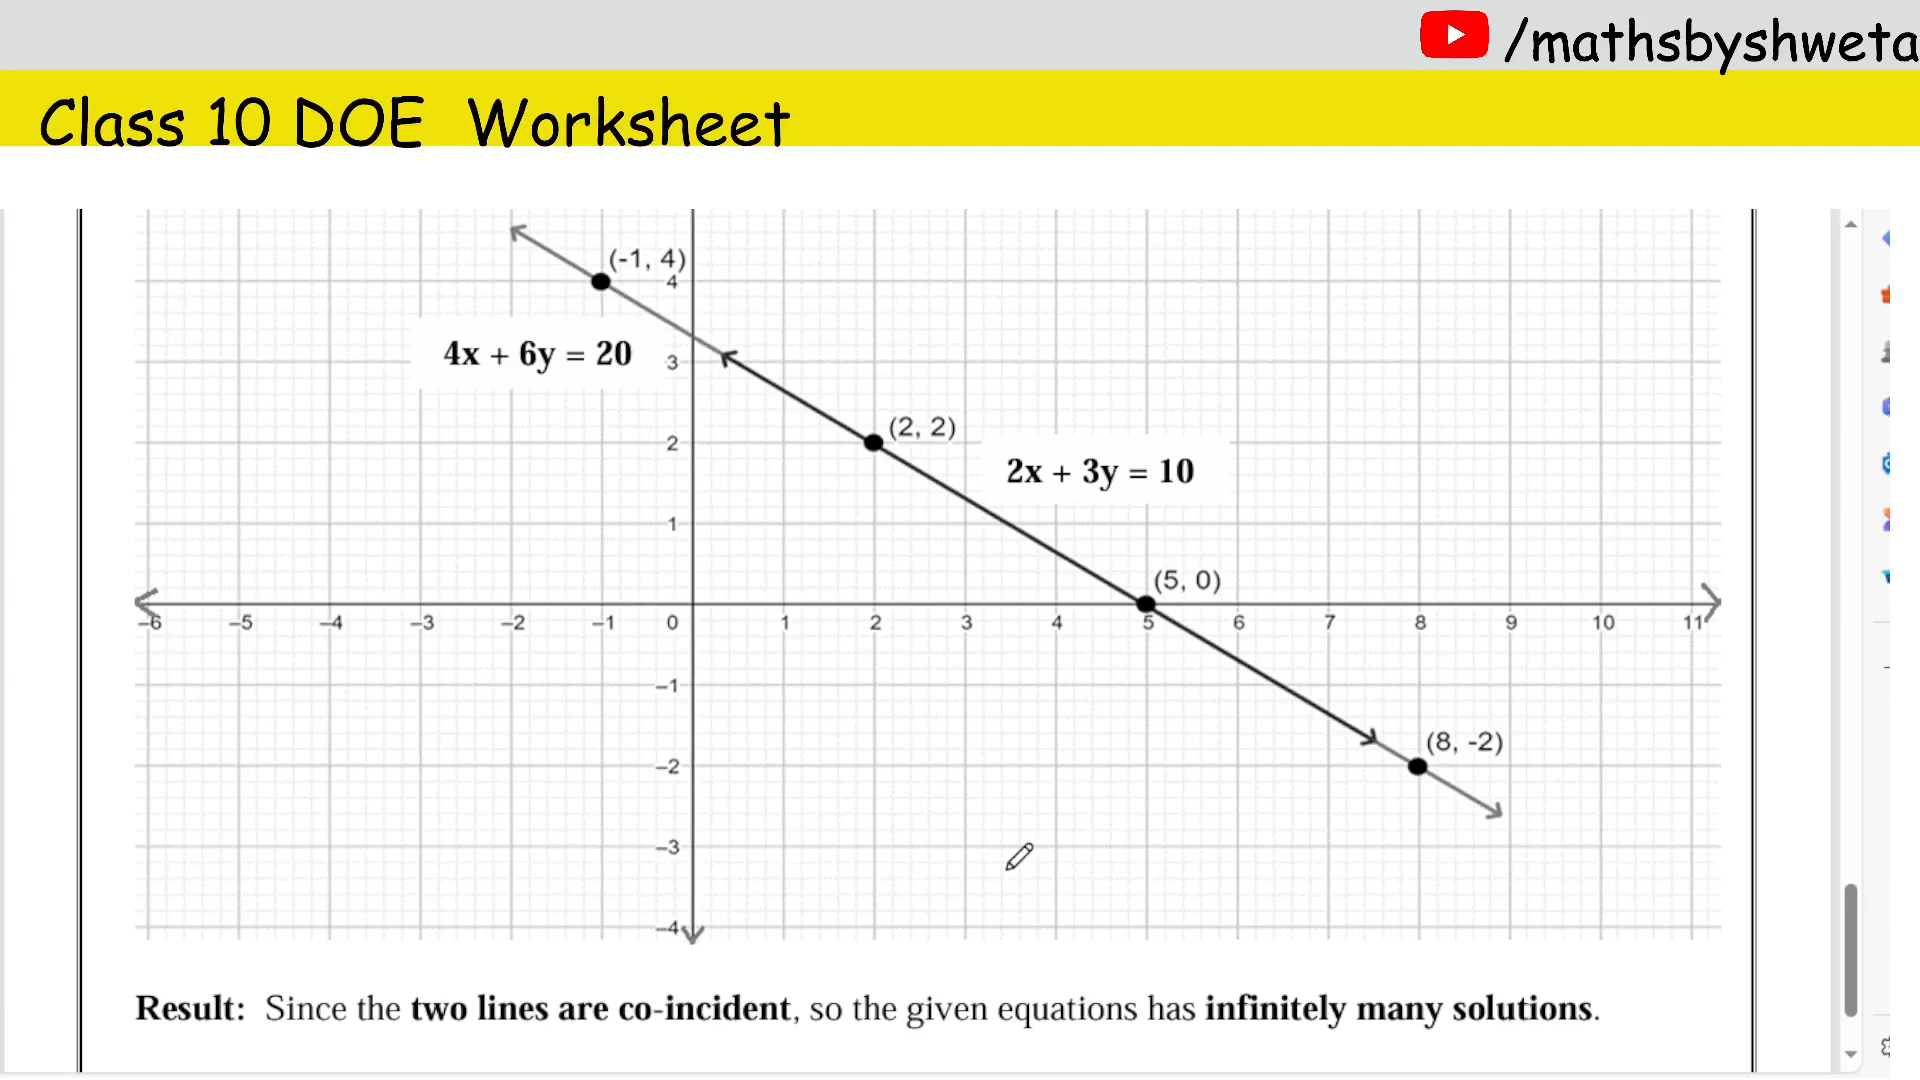 /mathsbyshweta
Class 10 DOE Worksheet
(-1, 4)
4
4x + 6y = 20
3
(2, 2)
2
2x + 3y = 10
1
(5, 0)
–6 –5 –4 –3 –2 –1 0 1 2 3 4 5 6 7 8 9 10 11
–1
(8, -2)
–2
–3
–4
Result: Since the two lines are co-incident, so the given equations has infinitely many solutions.